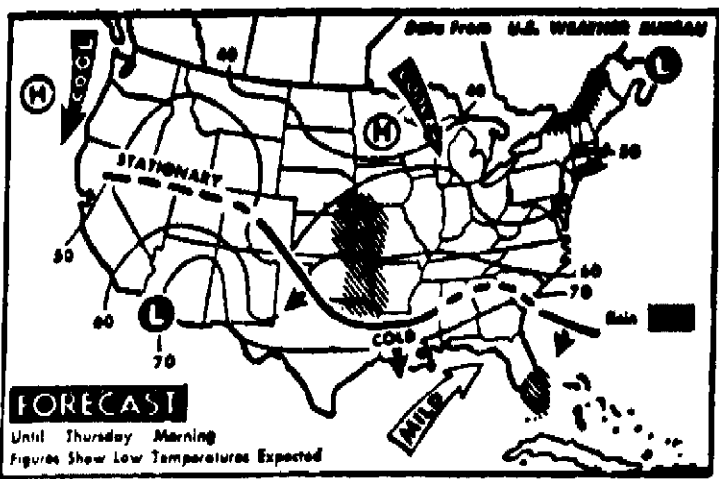 Data From U.S. WEATHER BUREAU
COOL
H
40
L
COOL
H
40
50
STATIONARY
50
60
L
70
60
70
Rain
COLD
MILD
FORECAST
Until Thursday Morning
Figures Show Low Temperatures Expected